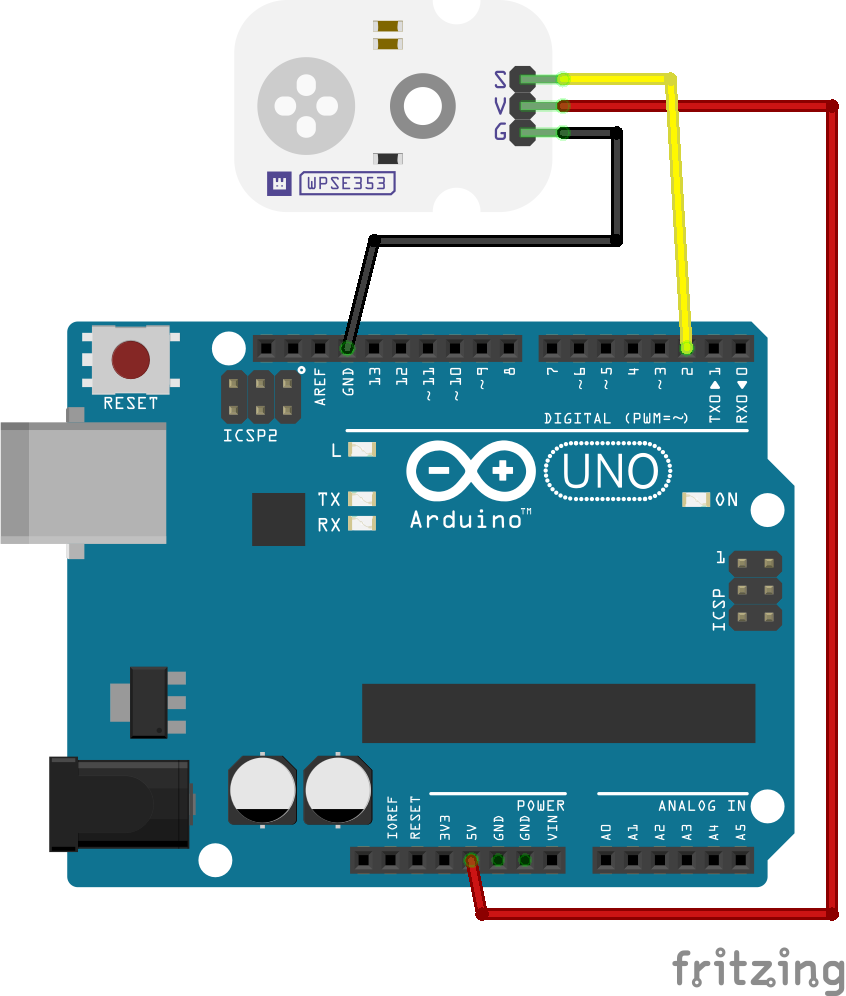 S
V
G
WPSE353
RESET
ICSP2
AREF
GND
13
12
~11
~10
~9
8
7
~6
~5
4
~3
2
TX0▶1
RX0◀0
DIGITAL (PWM=~)
L
TX
RX
UNO
Arduino™
ON
1
ICSP
IOREF
RESET
3V3
5V
GND
GND
VIN
POWER
ANALOG IN
A0
A1
A2
A3
A4
A5
fritzing